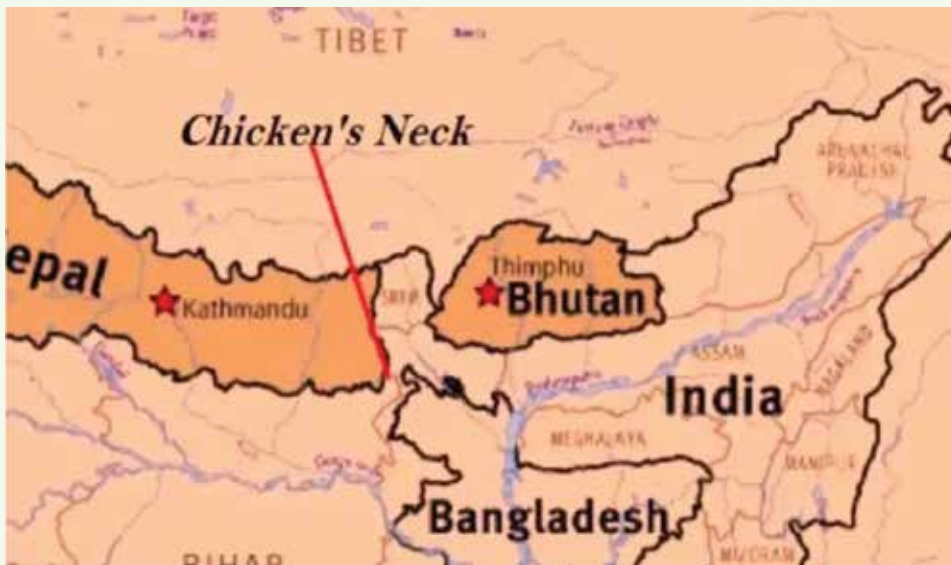 TIBET
Chicken's Neck
ARUNACHAL
PRADESH
epal
Thimphu
Kathmandu
Bhutan
ASSAM
NAGALAND
India
MEGHALAYA
MANIPUR
Bangladesh
BIHAR
MIZORAM